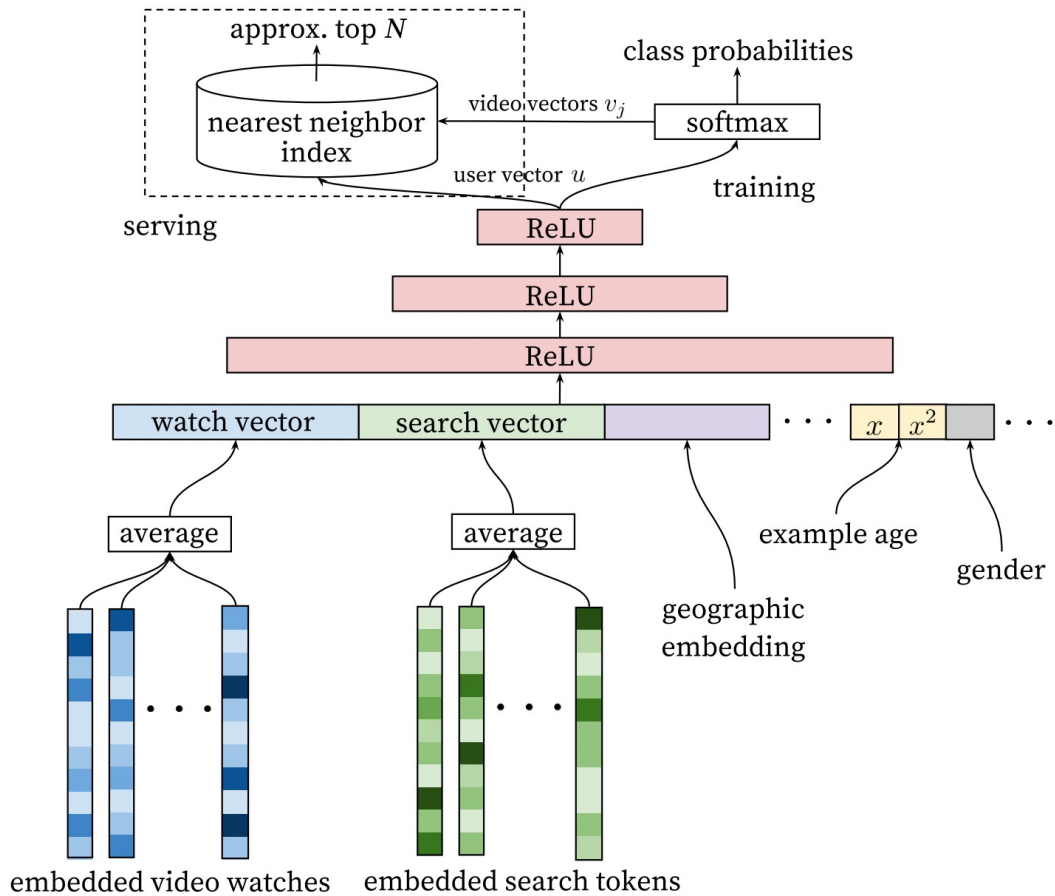 approx. top N
class probabilities
video vectors v_j
nearest neighbor
index
softmax
user vector u
training
serving
ReLU
ReLU
ReLU
watch vector
search vector
. . .
x
x²
. . .
average
average
example age
gender
geographic
embedding
. . .
. . .
embedded video watches
embedded search tokens